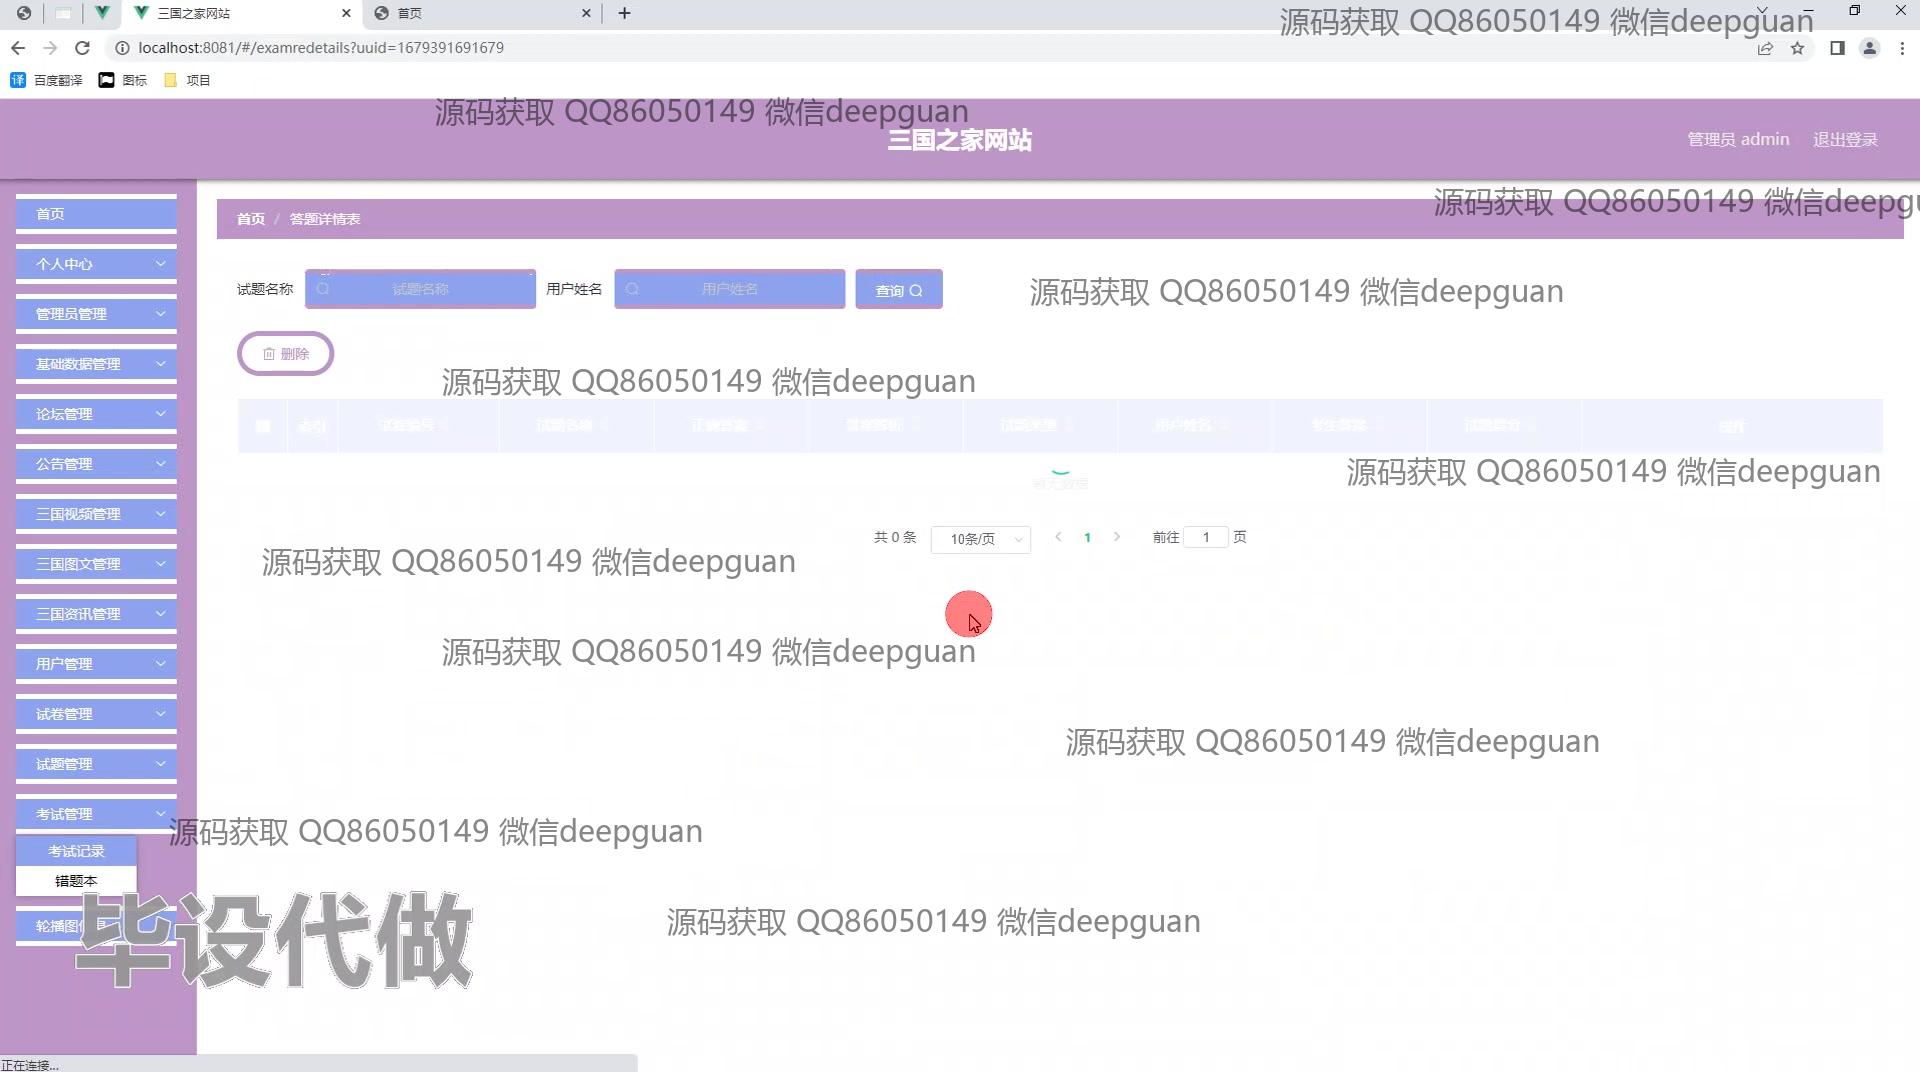 三国之家网站
首页
源码获取 QQ86050149 微信deepguan
localhost:8081/#/examredetails?uuid=1679391691679
百度翻译
图标
项目
源码获取 QQ86050149 微信deepguan
三国之家网站
管理员 admin
退出登录
源码获取 QQ86050149 微信deepgu
首页
个人中心
管理员管理
基础数据管理
论坛管理
公告管理
三国视频管理
三国图文管理
三国资讯管理
用户管理
试卷管理
试题管理
考试管理
考试记录
错题本
首页 / 答题详情表
试题名称 试题名称 用户姓名 用户姓名 查询
源码获取 QQ86050149 微信deepguan
删除
源码获取 QQ86050149 微信deepguan
索引 试卷编号 试题名称 正确答案 答案解析 试题类型 用户姓名 考生答案 试题得分 操作
源码获取 QQ86050149 微信deepguan
暂无数据
共 0 条 10条/页 1 前往 1 页
源码获取 QQ86050149 微信deepguan
源码获取 QQ86050149 微信deepguan
源码获取 QQ86050149 微信deepguan
源码获取 QQ86050149 微信deepguan
源码获取 QQ86050149 微信deepguan
轮播图
毕设代做
正在连接...